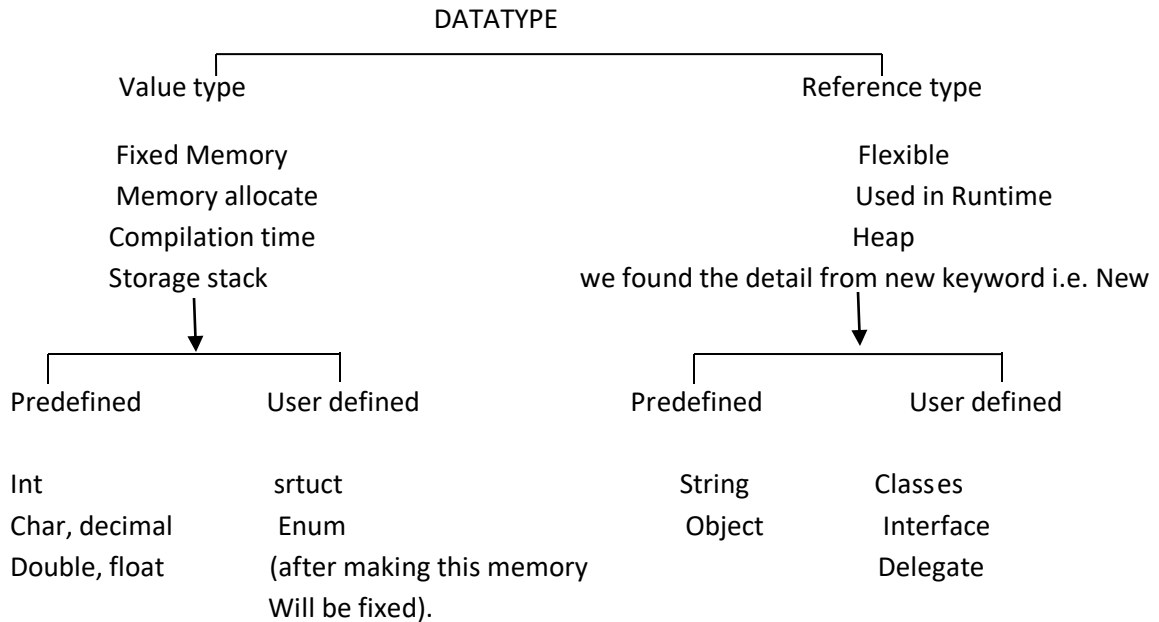 DATATYPE
Value type Reference type
Fixed Memory Flexible
Memory allocate Used in Runtime
Compilation time Heap
Storage stack we found the detail from new keyword i.e. New
Predefined User defined Predefined User defined
Int srtuct String Classes
Char, decimal Enum Object Interface
Double, float (after making this memory Delegate
Will be fixed).